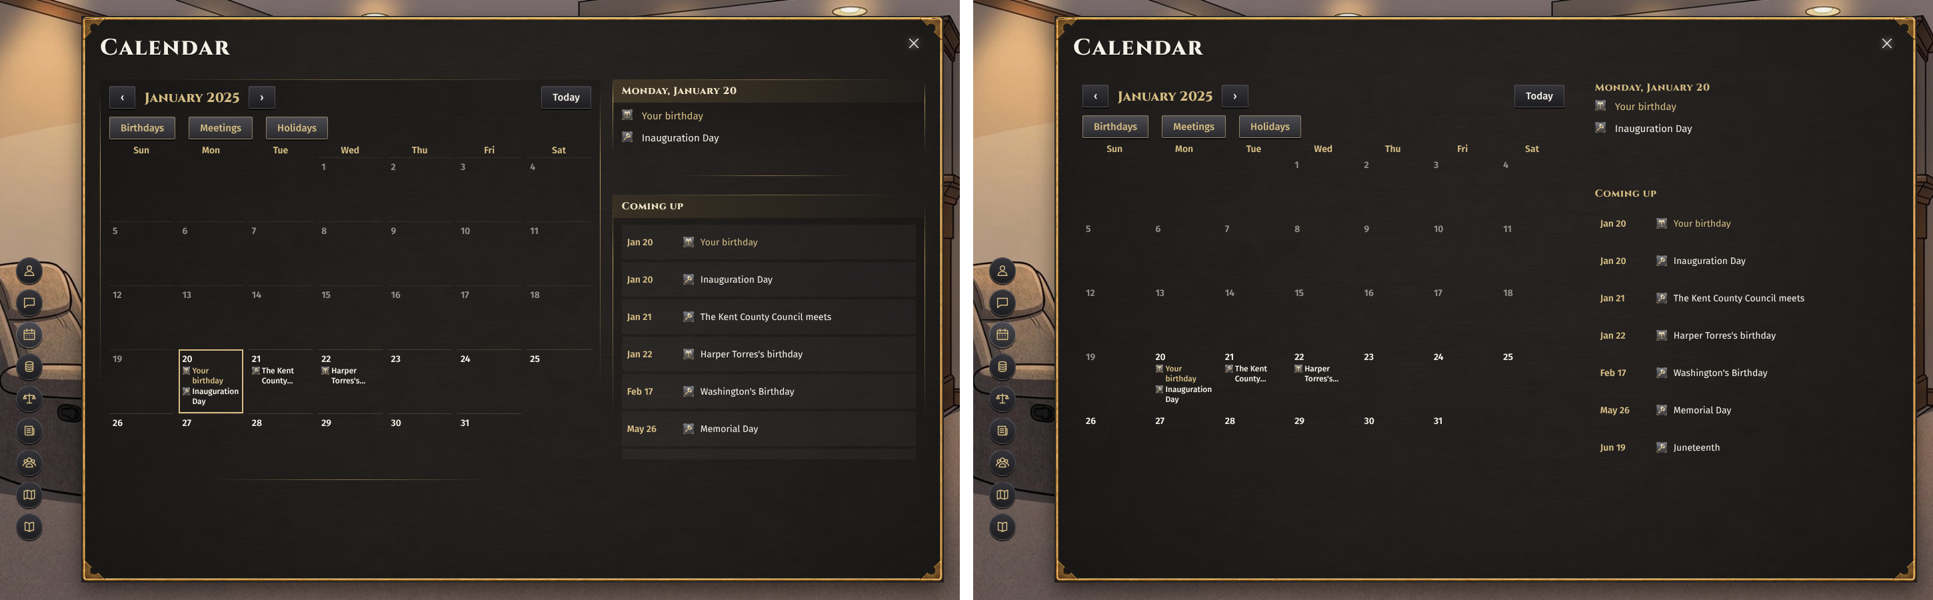 CALENDAR
‹ JANUARY 2025 › Today
Birthdays Meetings Holidays
Sun Mon Tue Wed Thu Fri Sat
1 2 3 4
5 6 7 8 9 10 11
12 13 14 15 16 17 18
19 20 21 22 23 24 25
Your birthday
Inauguration Day
The Kent County...
Harper Torres's...
26 27 28 29 30 31
MONDAY, JANUARY 20
Your birthday
Inauguration Day
COMING UP
Jan 20 Your birthday
Jan 20 Inauguration Day
Jan 21 The Kent County Council meets
Jan 22 Harper Torres's birthday
Feb 17 Washington's Birthday
May 26 Memorial Day
CALENDAR
‹ JANUARY 2025 › Today
Birthdays Meetings Holidays
Sun Mon Tue Wed Thu Fri Sat
1 2 3 4
5 6 7 8 9 10 11
12 13 14 15 16 17 18
19 20 21 22 23 24 25
Your birthday
Inauguration Day
The Kent County...
Harper Torres's...
26 27 28 29 30 31
MONDAY, JANUARY 20
Your birthday
Inauguration Day
COMING UP
Jan 20 Your birthday
Jan 20 Inauguration Day
Jan 21 The Kent County Council meets
Jan 22 Harper Torres's birthday
Feb 17 Washington's Birthday
May 26 Memorial Day
Jun 19 Juneteenth